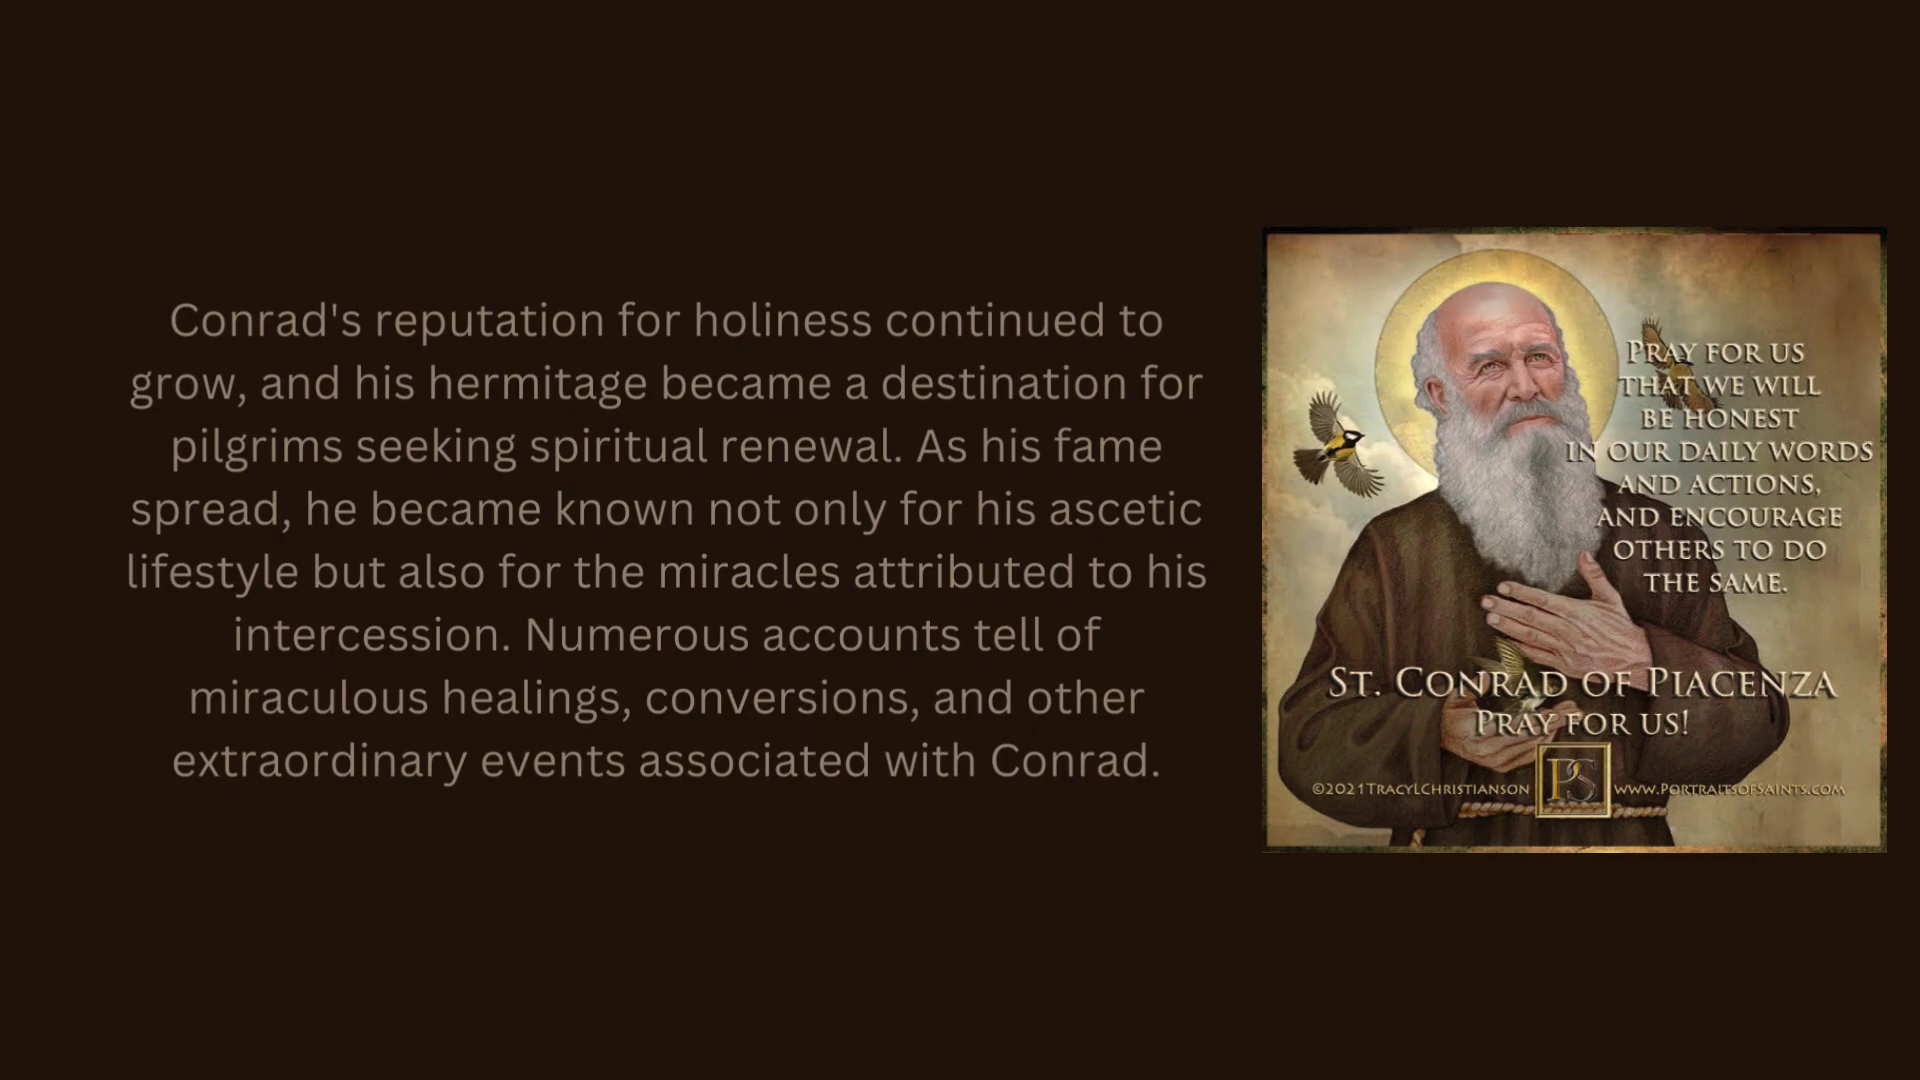 Conrad's reputation for holiness continued to
grow, and his hermitage became a destination for
pilgrims seeking spiritual renewal. As his fame
spread, he became known not only for his ascetic
lifestyle but also for the miracles attributed to his
intercession. Numerous accounts tell of
miraculous healings, conversions, and other
extraordinary events associated with Conrad.
PRAY FOR US
THAT WE WILL
BE HONEST
IN OUR DAILY WORDS
AND ACTIONS,
AND ENCOURAGE
OTHERS TO DO
THE SAME.
ST. CONRAD OF PIACENZA
PRAY FOR US!
©2021TRACYLCHRISTIANSON PS WWW.PORTRAITSOFSAINTS.COM